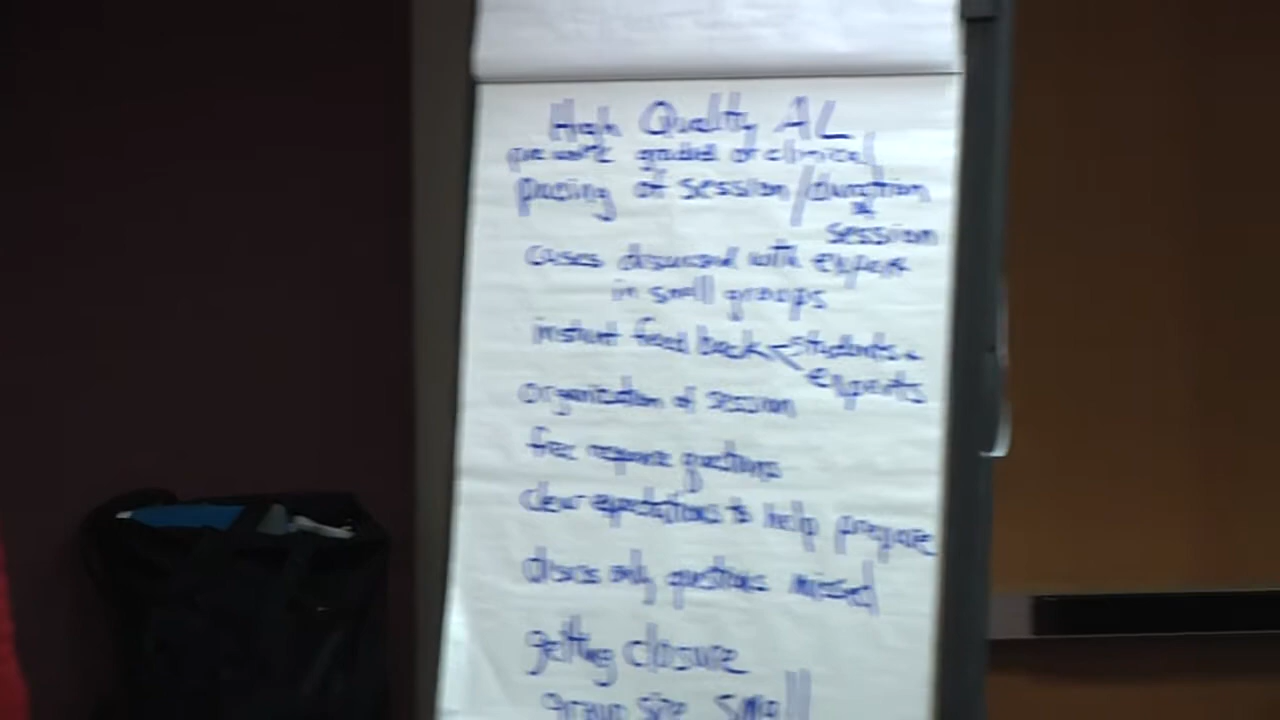 High Quality AL
pre work graded or clinical
pacing of session / duration
of
session
cases discussed with expert
in small groups
instant feed back < students
experts
organization of session
free response questions
clear expectations to help prepare
discuss only questions missed
getting closure
group size small